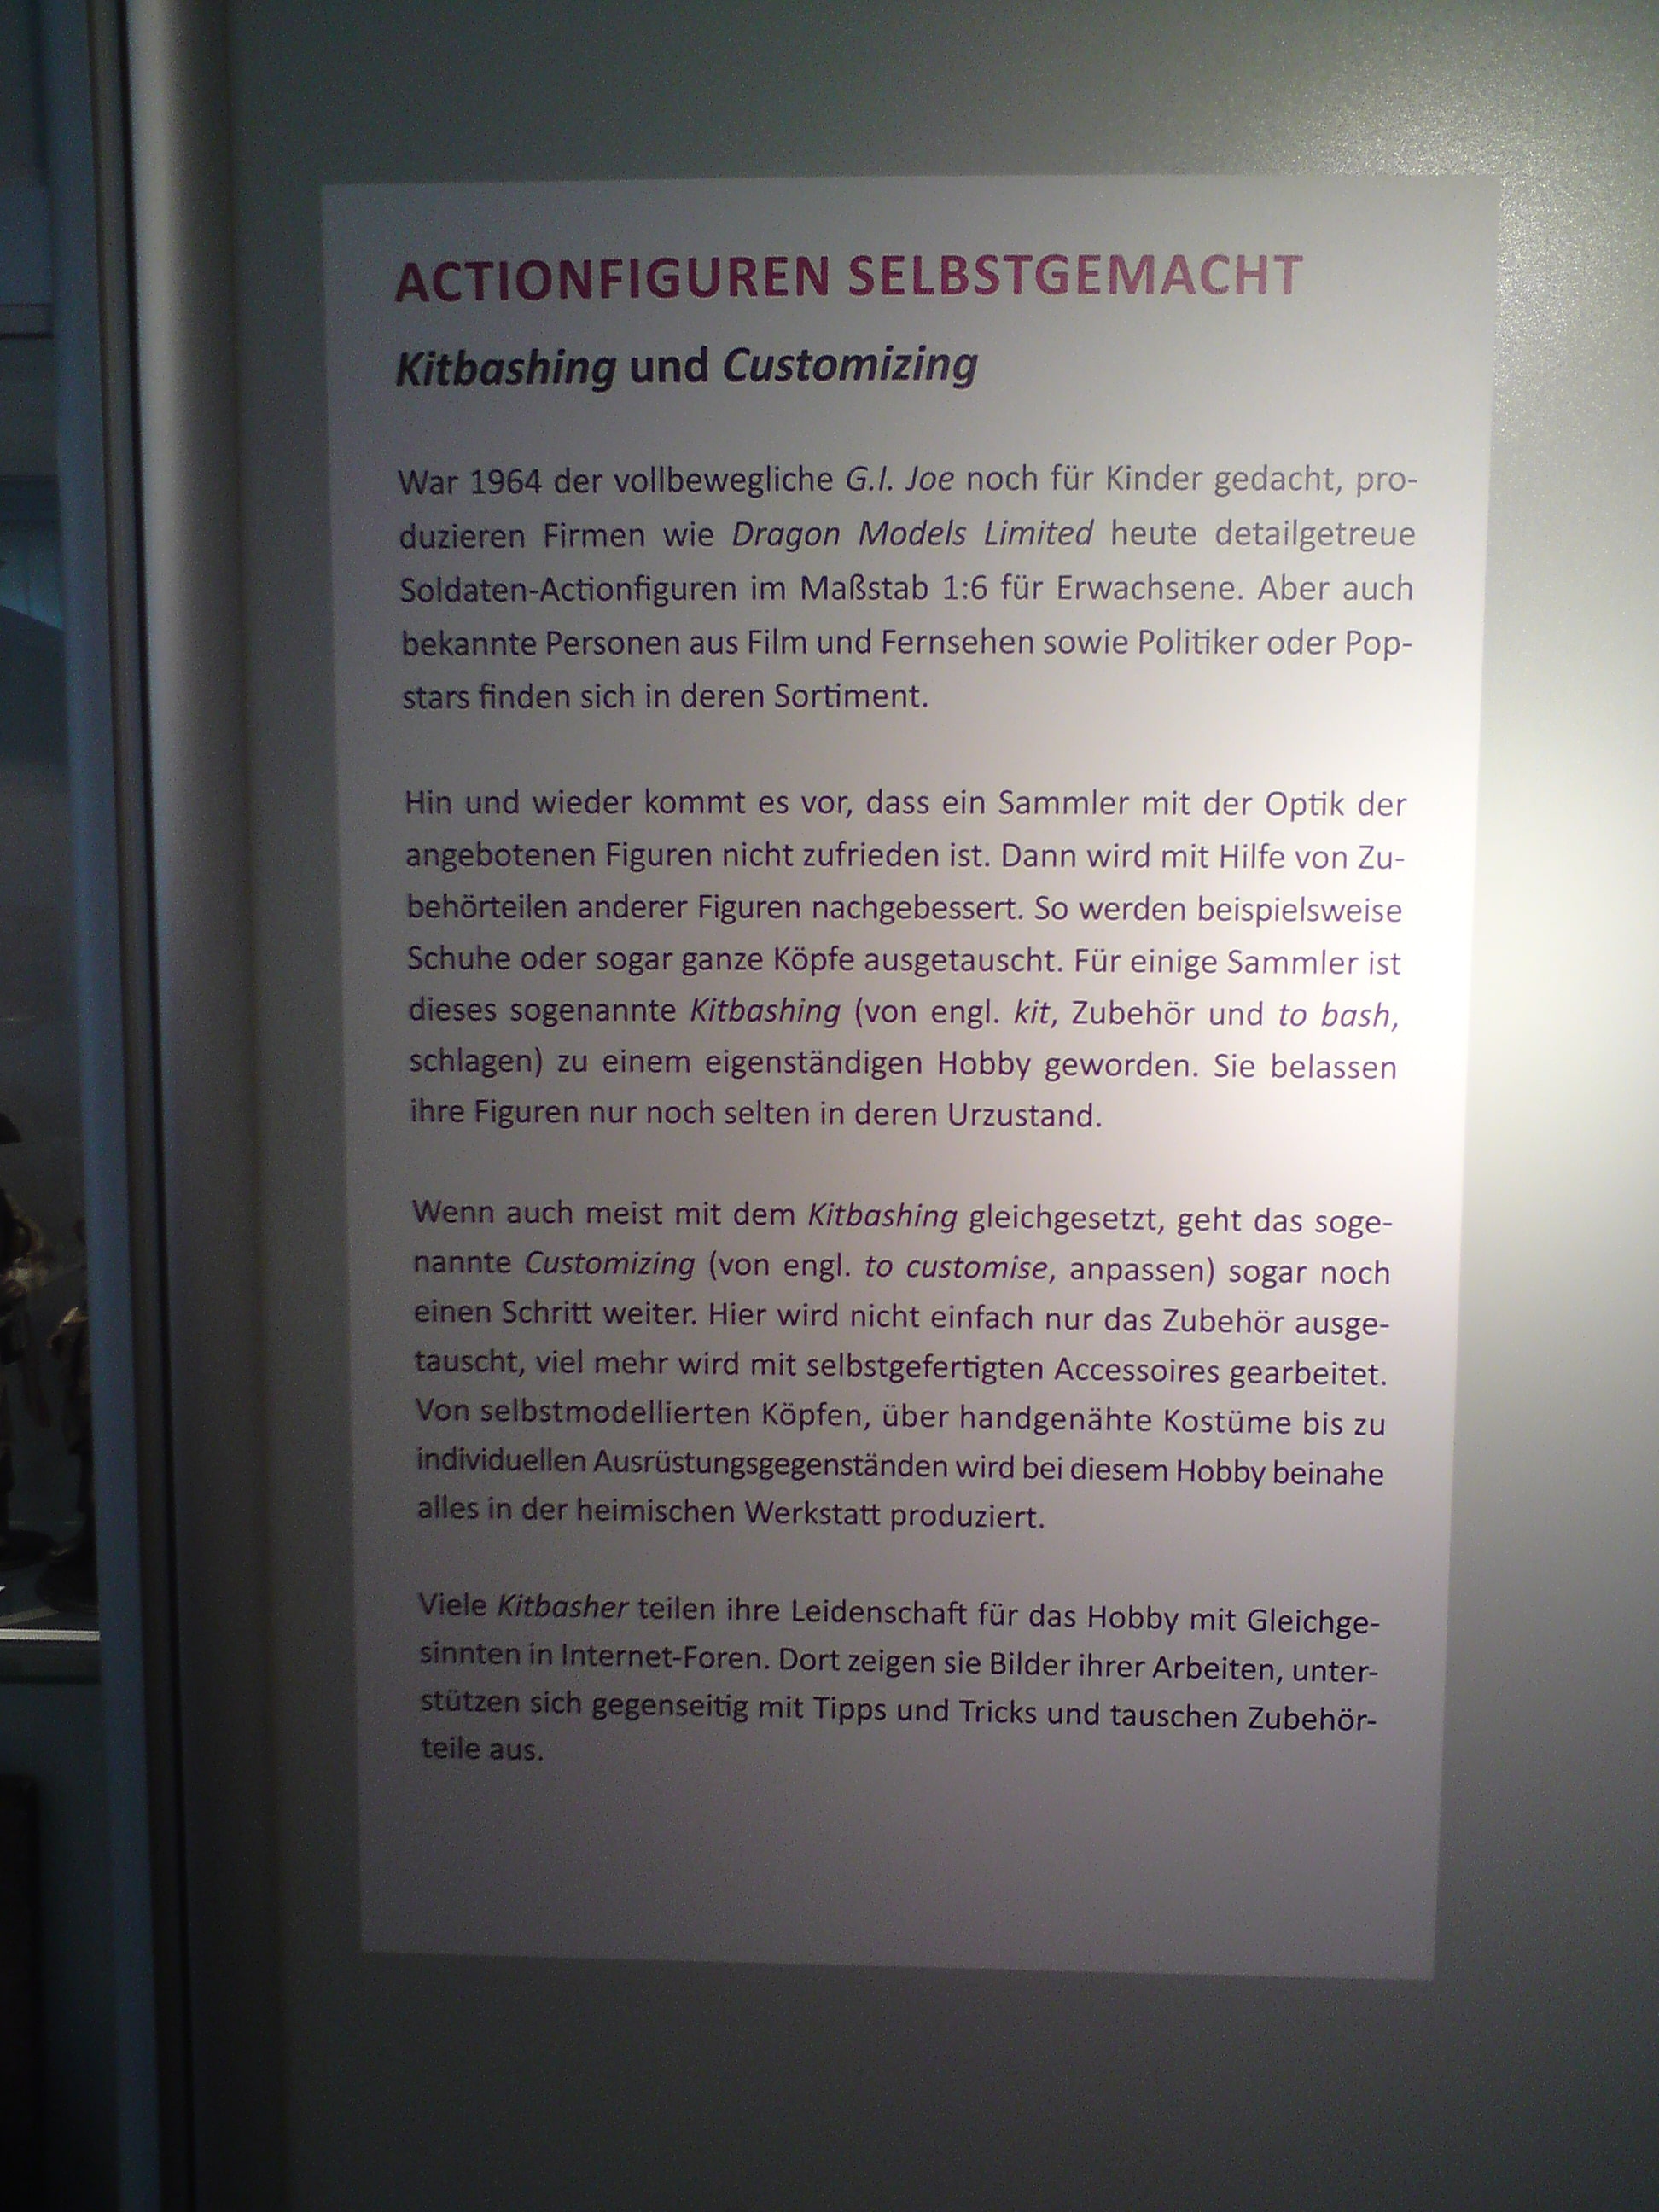 ACTIONFIGUREN SELBSTGEMACHT
Kitbashing und Customizing
War 1964 der vollbewegliche G.I. Joe noch für Kinder gedacht, pro-
duzieren Firmen wie Dragon Models Limited heute detailgetreue
Soldaten-Actionfiguren im Maßstab 1:6 für Erwachsene. Aber auch
bekannte Personen aus Film und Fernsehen sowie Politiker oder Pop-
stars finden sich in deren Sortiment.
Hin und wieder kommt es vor, dass ein Sammler mit der Optik der
angebotenen Figuren nicht zufrieden ist. Dann wird mit Hilfe von Zu-
behörteilen anderer Figuren nachgebessert. So werden beispielsweise
Schuhe oder sogar ganze Köpfe ausgetauscht. Für einige Sammler ist
dieses sogenannte Kitbashing (von engl. kit, Zubehör und to bash,
schlagen) zu einem eigenständigen Hobby geworden. Sie belassen
ihre Figuren nur noch selten in deren Urzustand.
Wenn auch meist mit dem Kitbashing gleichgesetzt, geht das soge-
nannte Customizing (von engl. to customise, anpassen) sogar noch
einen Schritt weiter. Hier wird nicht einfach nur das Zubehör ausge-
tauscht, viel mehr wird mit selbstgefertigten Accessoires gearbeitet.
Von selbstmodellierten Köpfen, über handgenähte Kostüme bis zu
individuellen Ausrüstungsgegenständen wird bei diesem Hobby beinahe
alles in der heimischen Werkstatt produziert.
Viele Kitbasher teilen ihre Leidenschaft für das Hobby mit Gleichge-
sinnten in Internet-Foren. Dort zeigen sie Bilder ihrer Arbeiten, unter-
stützen sich gegenseitig mit Tipps und Tricks und tauschen Zubehör-
teile aus.